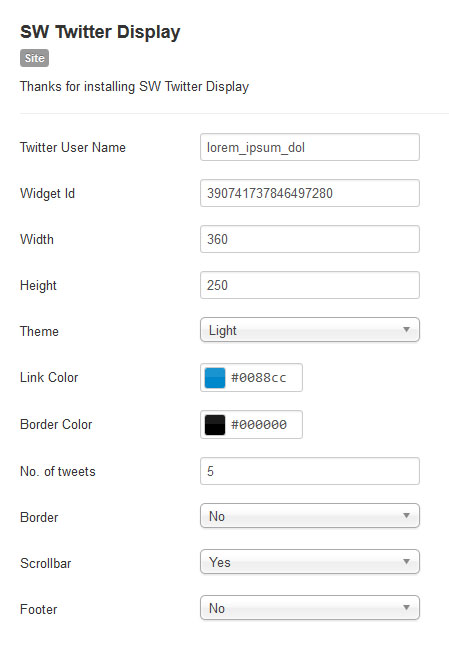 SW Twitter Display
Site
Thanks for installing SW Twitter Display
Twitter User Name lorem_ipsum_dol
Widget Id 390741737846497280
Width 360
Height 250
Theme Light
Link Color #0088cc
Border Color #000000
No. of tweets 5
Border No
Scrollbar Yes
Footer No